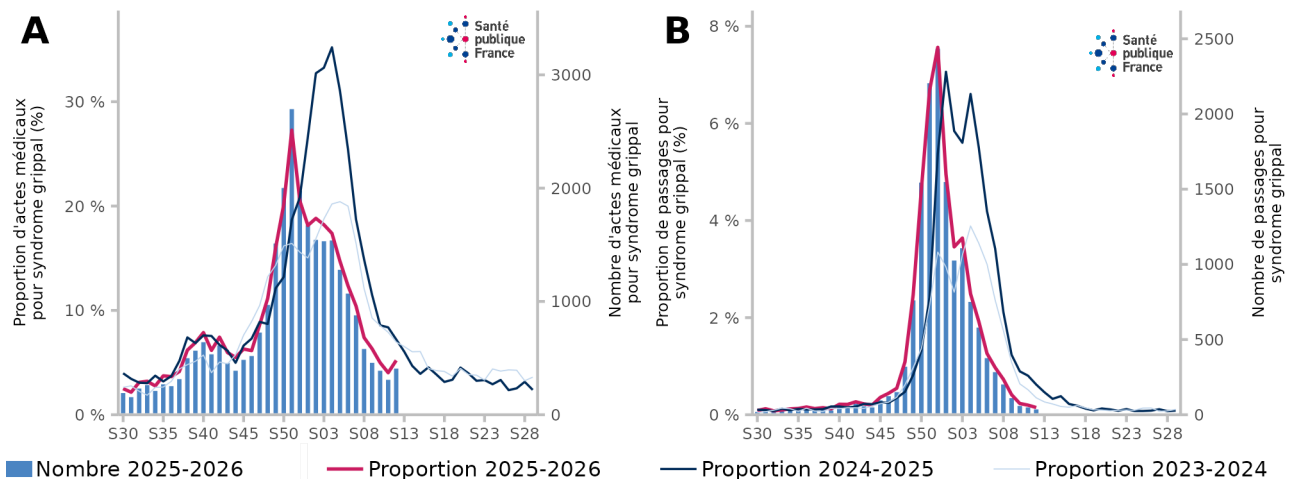 A
Santé
publique
France
Proportion d'actes médicaux
pour syndrome grippal (%)
30 %
20 %
10 %
0 %
3000
2000
1000
0
Nombre d'actes médicaux
pour syndrome grippal
S30 S35 S40 S45 S50 S03 S08 S13 S18 S23 S28
B
Santé
publique
France
Proportion de passages pour
syndrome grippal (%)
8 %
6 %
4 %
2 %
0 %
2500
2000
1500
1000
500
0
Nombre de passages pour
syndrome grippal
S30 S35 S40 S45 S50 S03 S08 S13 S18 S23 S28
Nombre 2025-2026 Proportion 2025-2026 Proportion 2024-2025 Proportion 2023-2024